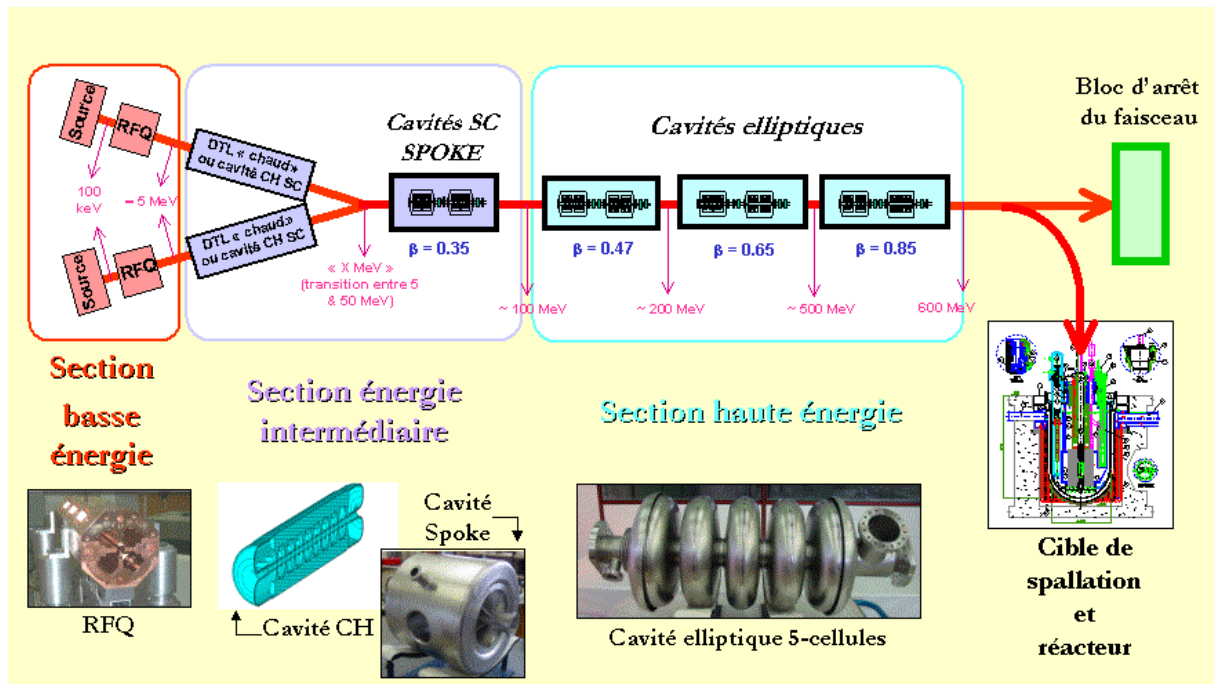 Source
RFQ
DTL « chaud»
ou cavité CH SC
100
keV
= 5 MeV
Source
RFQ
DTL « chaud»
ou cavité CH SC
« X MeV »
(transition entre 5
& 50 MeV)
Cavités SC
SPOKE
β = 0.35
~ 100 MeV
Cavités elliptiques
β = 0.47
β = 0.65
β = 0.85
~ 200 MeV
~ 500 MeV
600 MeV
Bloc d'arrêt
du faisceau
Section
basse
énergie
Section énergie
intermédiaire
Section haute énergie
RFQ
Cavité CH
Cavité
Spoke
Cavité elliptique 5-cellules
Cible de
spallation
et
réacteur